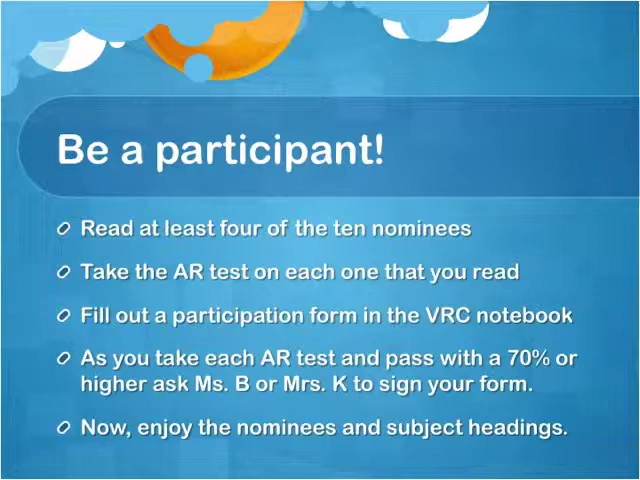 Be a participant!
Read at least four of the ten nominees
Take the AR test on each one that you read
Fill out a participation form in the VRC notebook
As you take each AR test and pass with a 70% or
higher ask Ms. B or Mrs. K to sign your form.
Now, enjoy the nominees and subject headings.